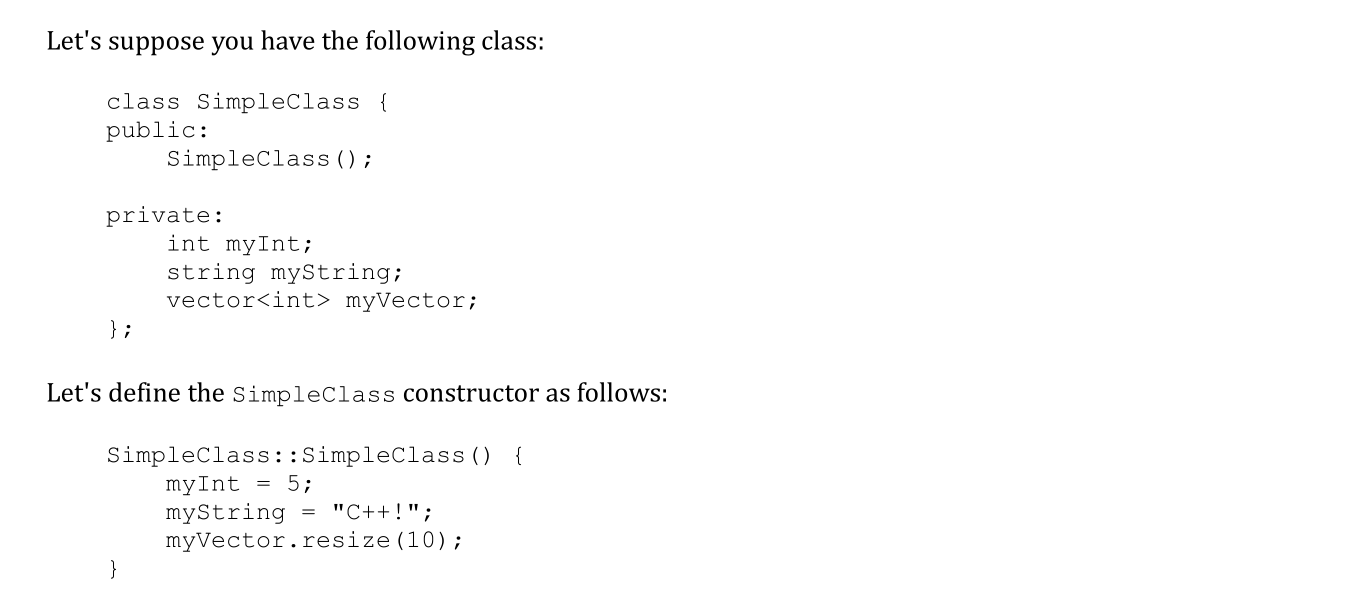 Let's suppose you have the following class:
class SimpleClass {
public:
    SimpleClass();
private:
    int myInt;
    string myString;
    vector<int> myVector;
};
Let's define the SimpleClass constructor as follows:
SimpleClass::SimpleClass() {
    myInt = 5;
    myString = "C++!";
    myVector.resize(10);
}